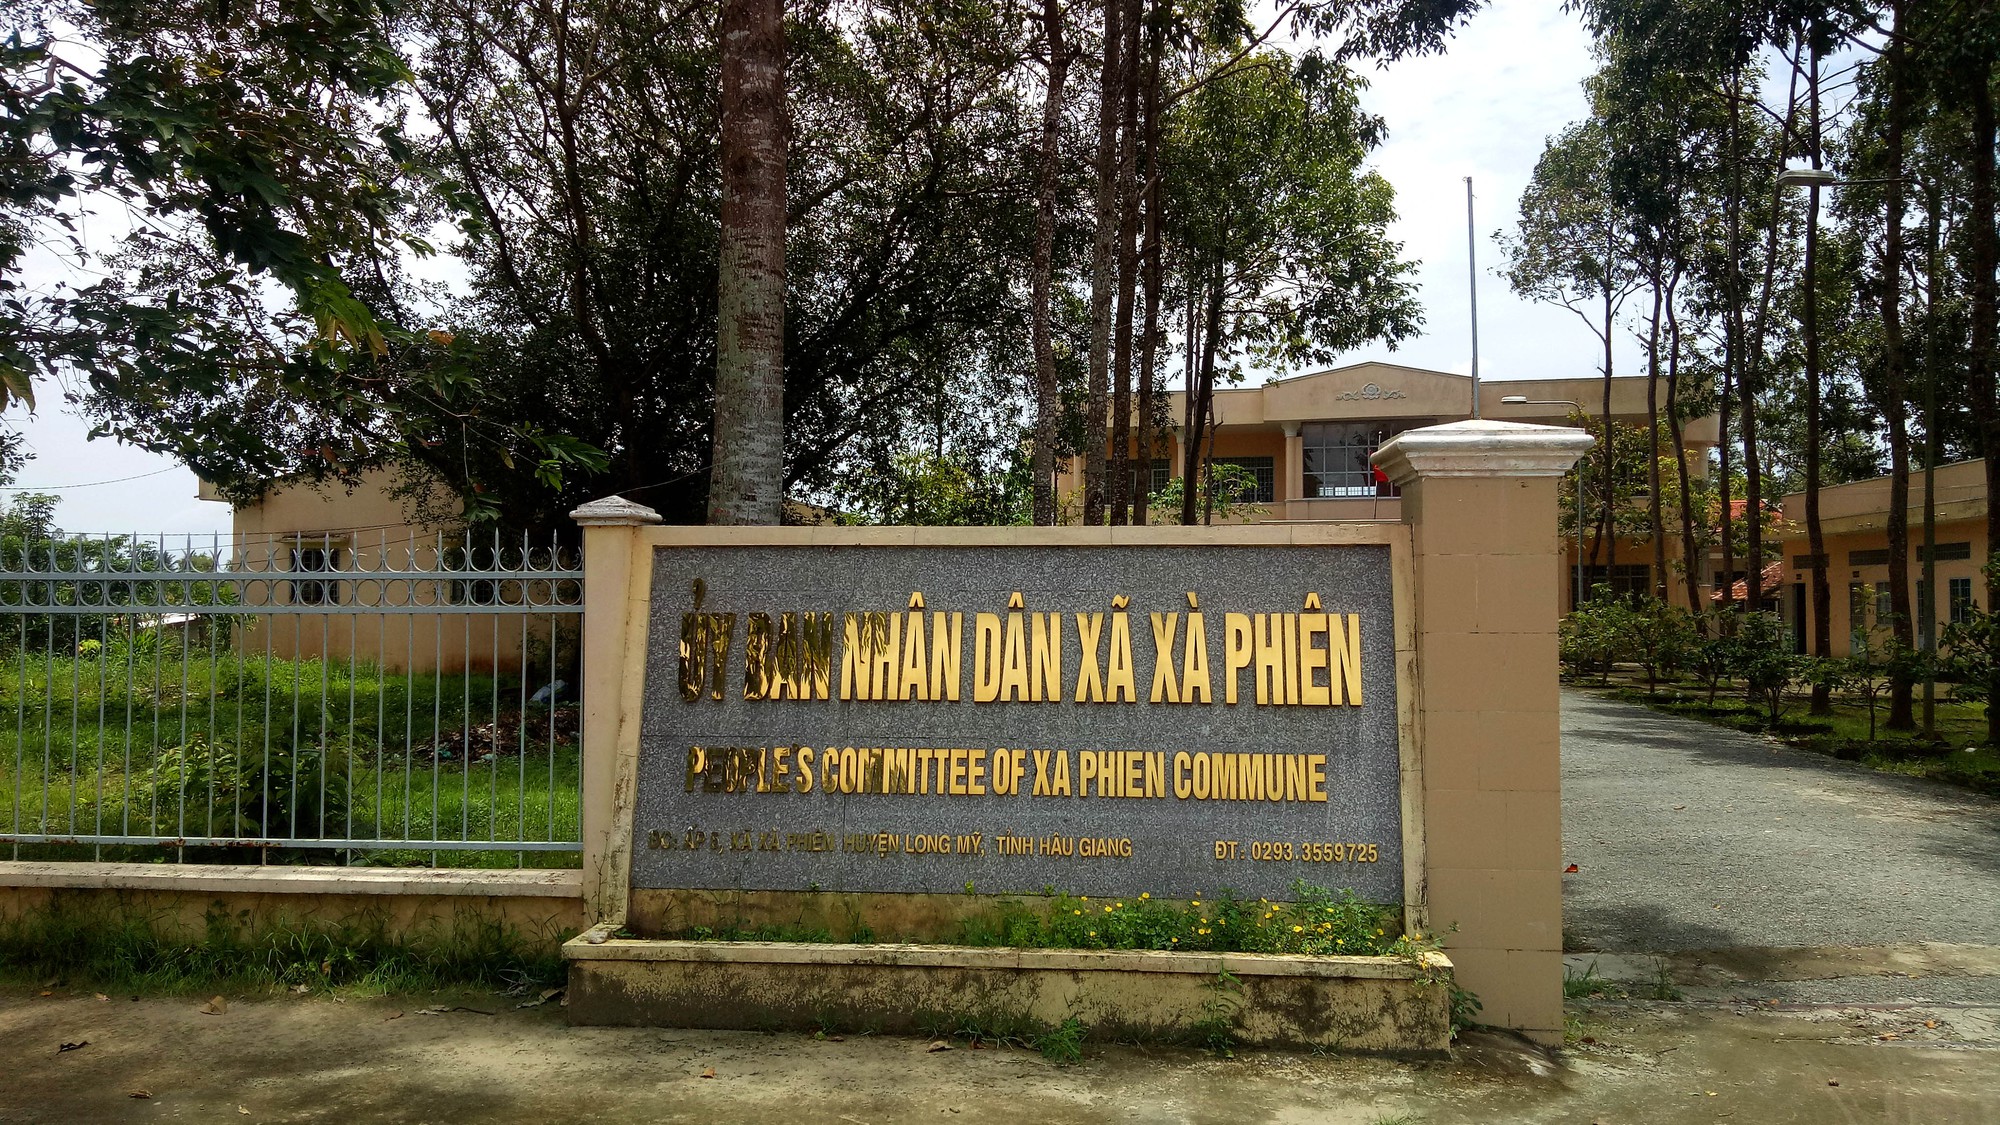 ỦY BAN NHÂN DÂN XÃ XÀ PHIÊN
PEOPLE'S COMMITTEE OF XA PHIEN COMMUNE
ĐC: ẤP 5, XÃ XÀ PHIÊN HUYỆN LONG MỸ, TỈNH HẬU GIANG ĐT: 0293.3559725